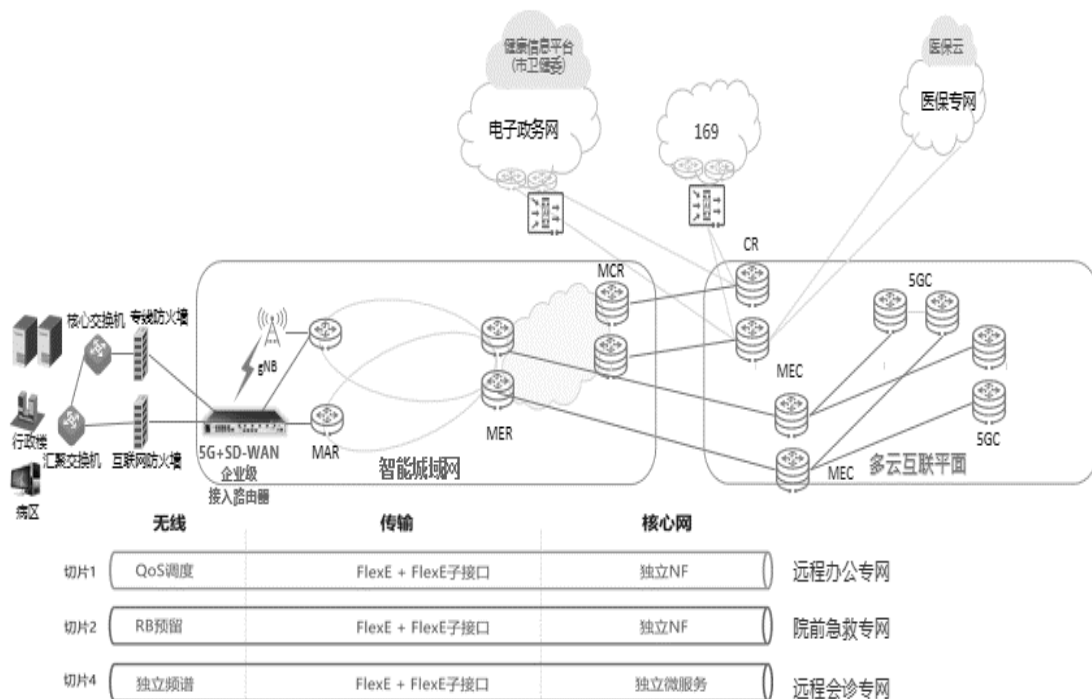 健康信息平台
(市卫健委)
电子政务网
169
医保云
医保专网
CR
MCR
5GC
核心交换机
专线防火墙
gNB
MEC
行政楼
汇聚交换机
互联网防火墙
5G+SD-WAN
企业级
接入路由器
MAR
MER
智能城域网
MEC
5GC
多云互联平面
病区
无线
传输
核心网
切片1
QoS调度
FlexE + FlexE子接口
独立NF
远程办公专网
切片2
RB预留
FlexE + FlexE子接口
独立NF
院前急救专网
切片4
独立频谱
FlexE + FlexE子接口
独立微服务
远程会诊专网